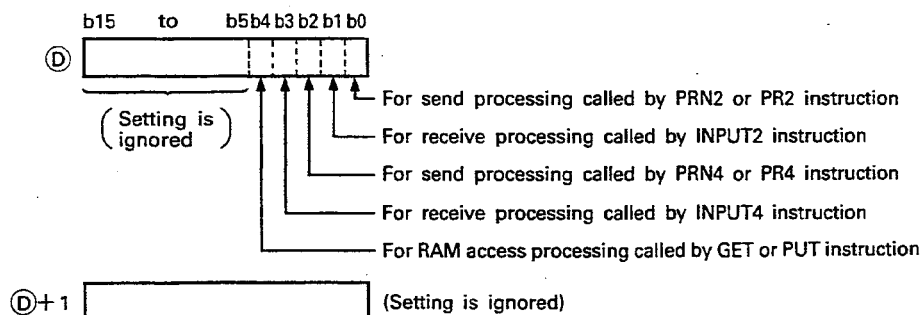 b15 to b5 b4 b3 b2 b1 b0
Ⓓ
For send processing called by PRN2 or PR2 instruction
(Setting is ignored)
For receive processing called by INPUT2 instruction
For send processing called by PRN4 or PR4 instruction
For receive processing called by INPUT4 instruction
For RAM access processing called by GET or PUT instruction
Ⓓ+1 (Setting is ignored)